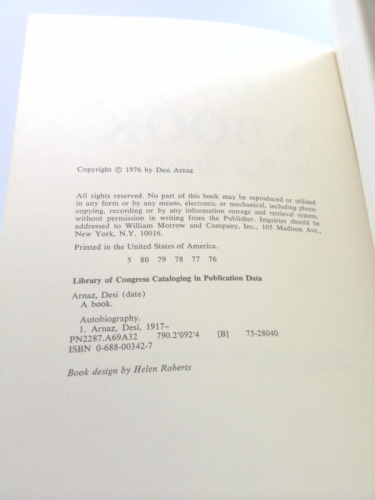 Copyright © 1976 by Desi Arnaz
All rights reserved. No part of this book may be reproduced or utilized
in any form or by any means, electronic or mechanical, including photo-
copying, recording or by any information storage and retrieval system,
without permission in writing from the Publisher. Inquiries should be
addressed to William Morrow and Company, Inc., 105 Madison Ave.,
New York, N.Y. 10016.
Printed in the United States of America.
5 80 79 78 77 76
Library of Congress Cataloging in Publication Data
Arnaz, Desi (date)
A book.
Autobiography.
1. Arnaz, Desi, 1917–
PN2287.A69A32 790.2'092'4 [B] 75-28040
ISBN 0-688-00342-7
Book design by Helen Roberts